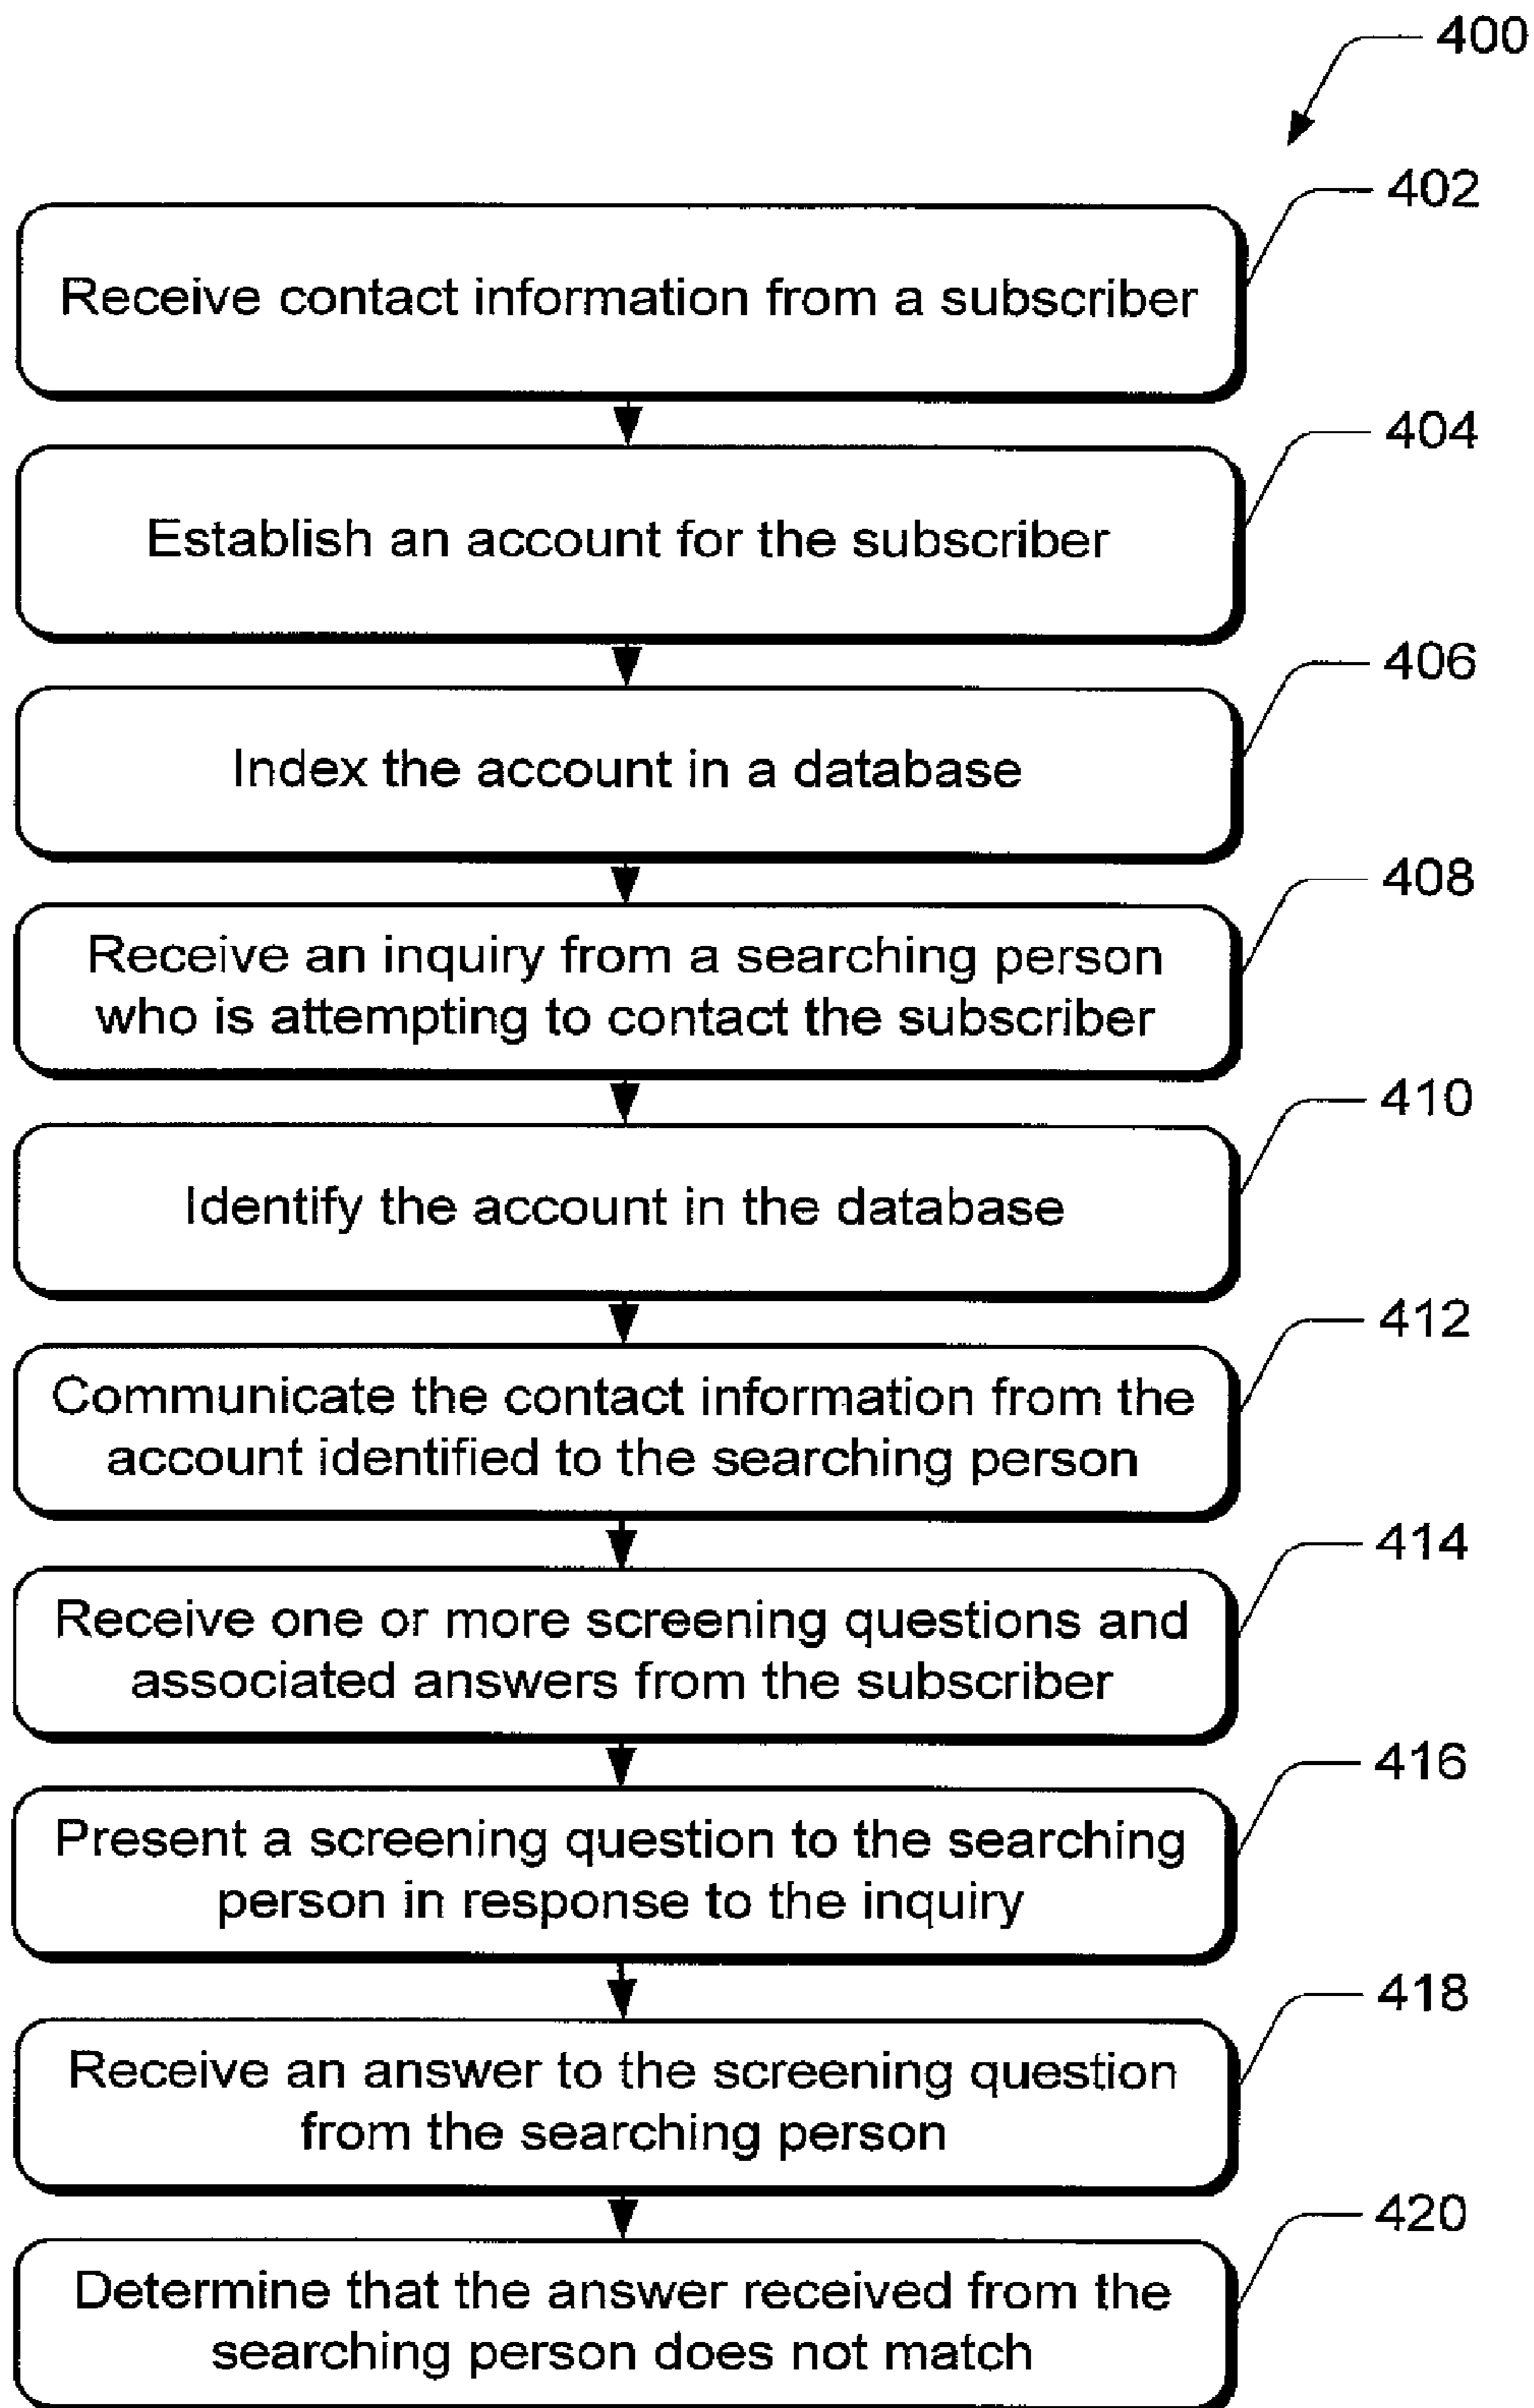 400
402
Receive contact information from a subscriber
404
Establish an account for the subscriber
406
Index the account in a database
408
Receive an inquiry from a searching person
who is attempting to contact the subscriber
410
Identify the account in the database
412
Communicate the contact information from the
account identified to the searching person
414
Receive one or more screening questions and
associated answers from the subscriber
416
Present a screening question to the searching
person in response to the inquiry
418
Receive an answer to the screening question
from the searching person
420
Determine that the answer received from the
searching person does not match